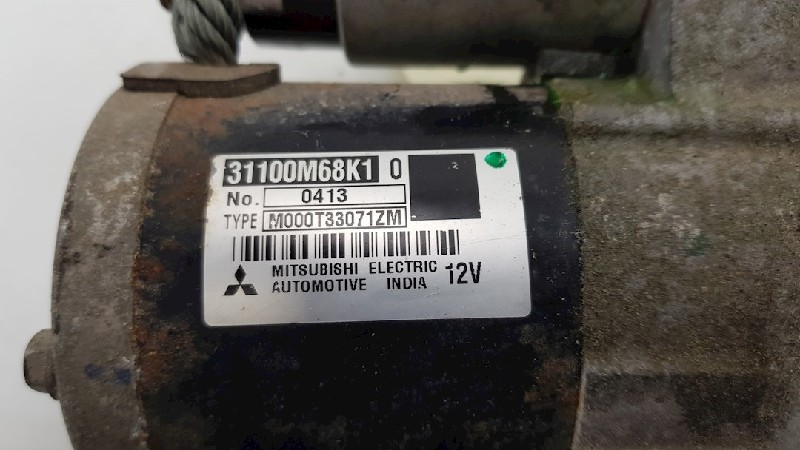 31100M68K1 0
No. 0413
TYPE M000T33071ZM
MITSUBISHI ELECTRIC
AUTOMOTIVE INDIA 12V